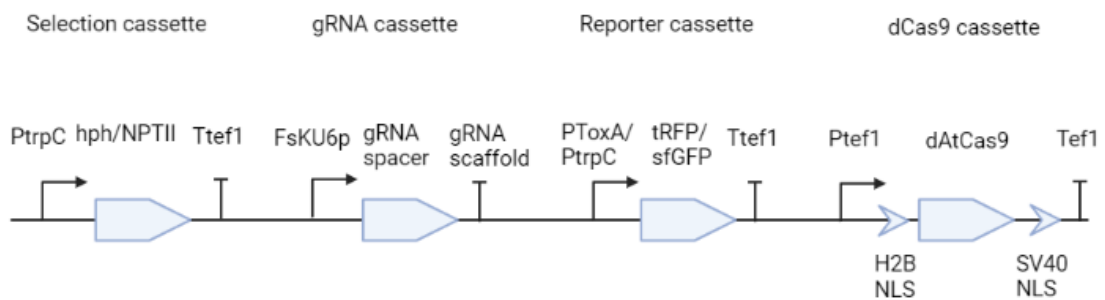 Selection cassette gRNA cassette Reporter cassette dCas9 cassette
PtrpC hph/NPTII Ttef1 FsKU6p gRNA spacer gRNA scaffold PToxA/ PtrpC tRFP/ sfGFP Ttef1 Ptef1 dAtCas9 Tef1
H2B NLS SV40 NLS